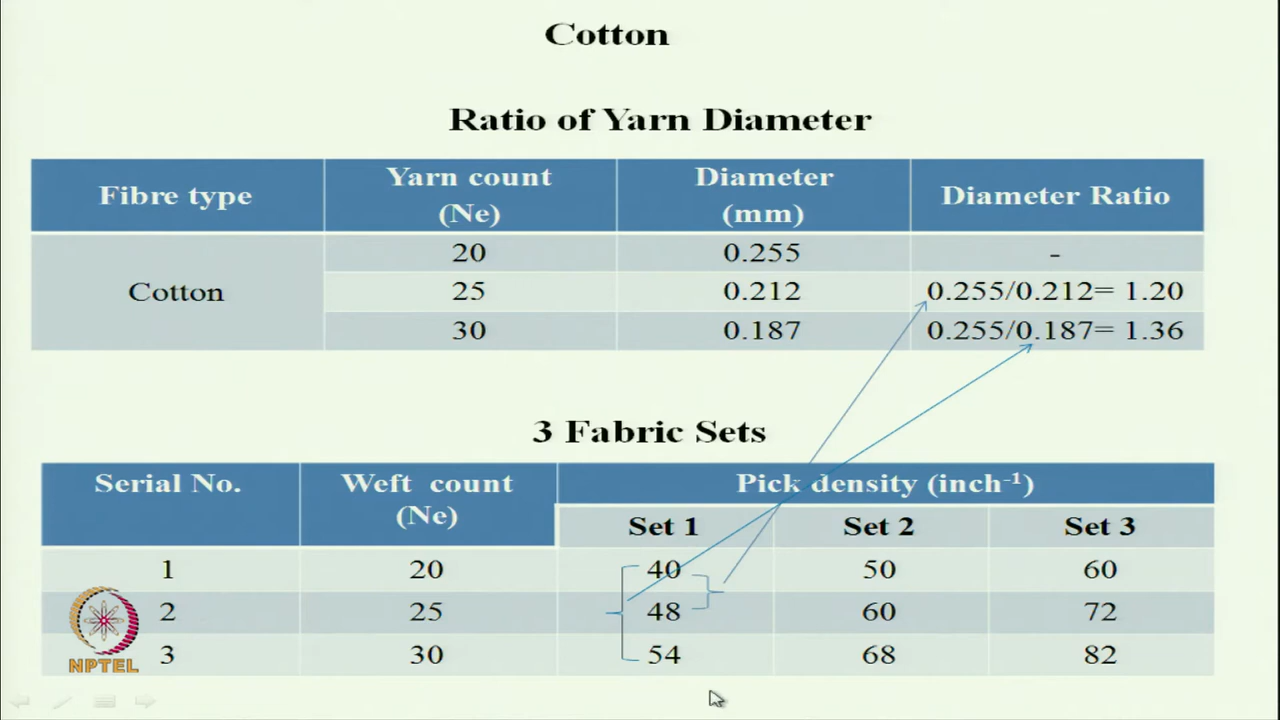 Cotton
Ratio of Yarn Diameter
Fibre type Yarn count (Ne) Diameter (mm) Diameter Ratio
Cotton 20 0.255 -
25 0.212 0.255/0.212= 1.20
30 0.187 0.255/0.187= 1.36
3 Fabric Sets
Serial No. Weft count (Ne) Pick density (inch⁻¹)
Set 1 Set 2 Set 3
1 20 40 50 60
2 25 48 60 72
3 30 54 68 82
NPTEL